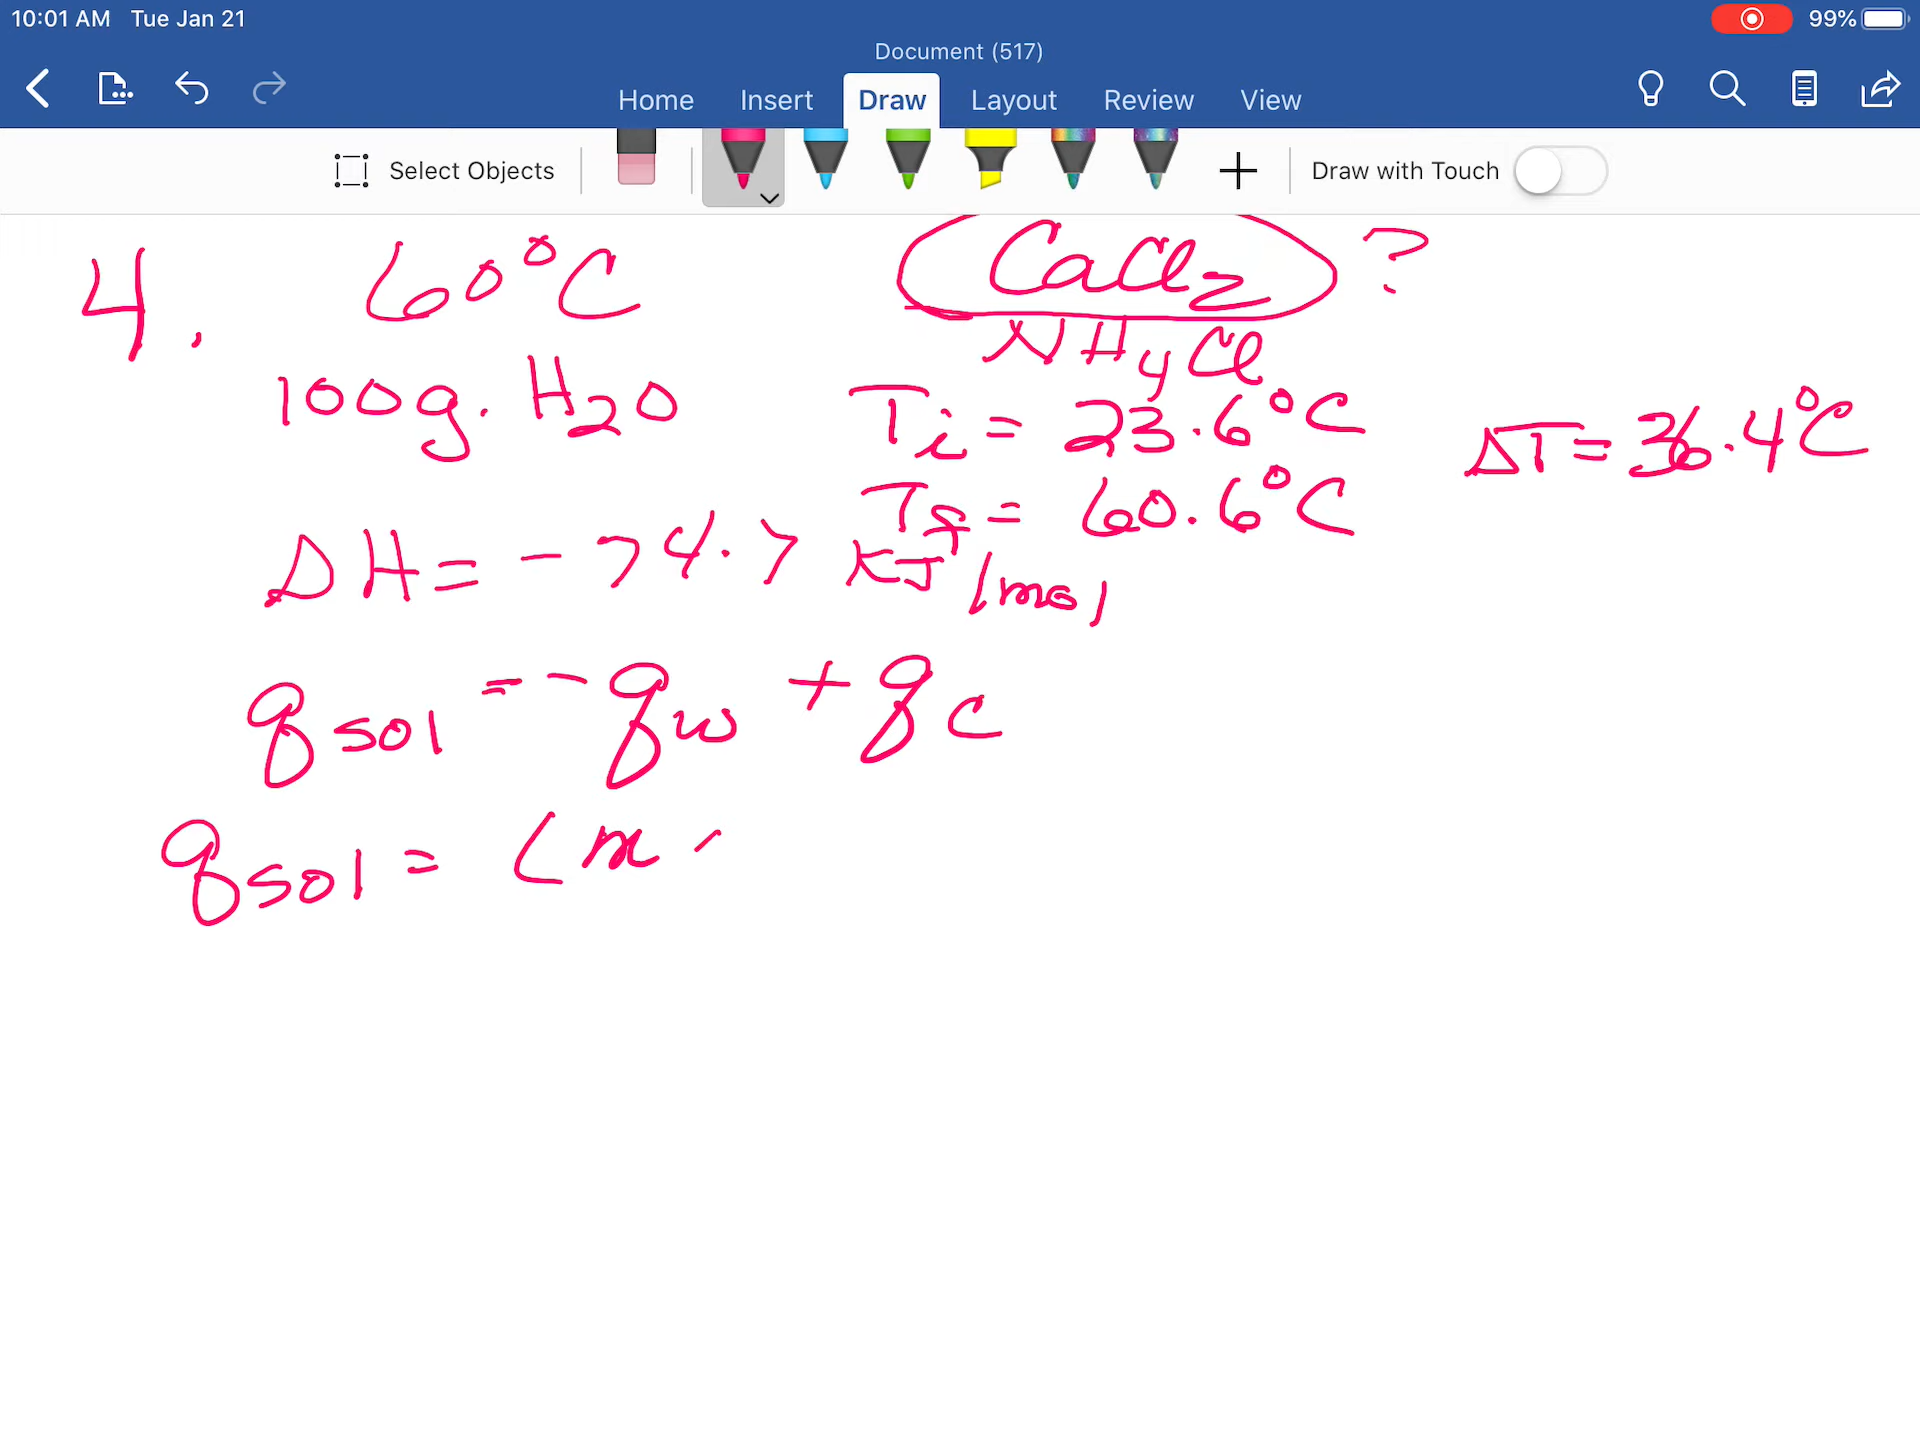 10:01 AM Tue Jan 21 99%
Document (517)
Home Insert Draw Layout Review View
Select Objects Draw with Touch
4. 60°C CaCl₂ ?
NH₄Cl
100g. H₂O Ti = 23.6°C ΔT = 36.4°C
Tf = 60.6°C
ΔH = -74.7 KJ/mol
qsol = - qw + qc
qsol = (m ·